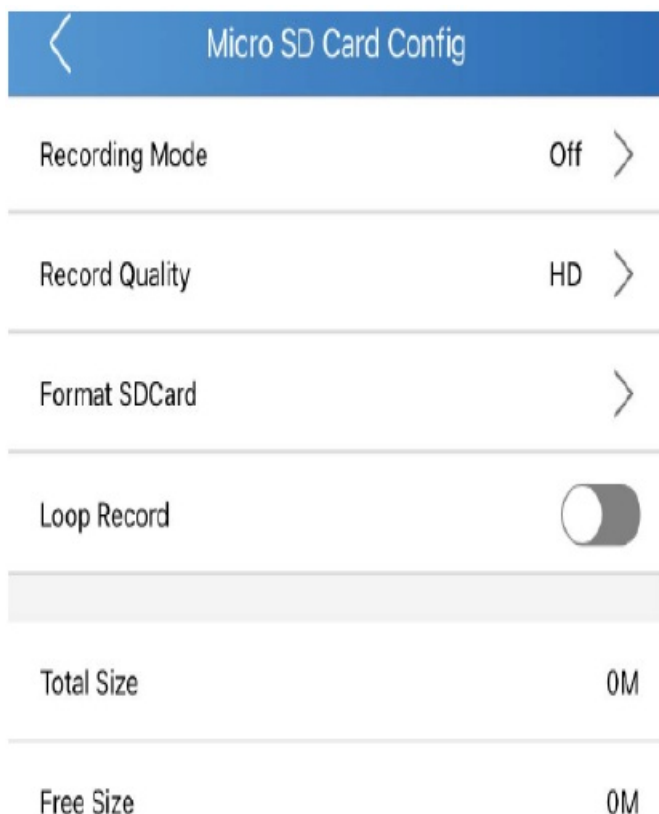 Micro SD Card Config
Recording Mode Off
Record Quality HD
Format SDCard
Loop Record
Total Size 0M
Free Size 0M